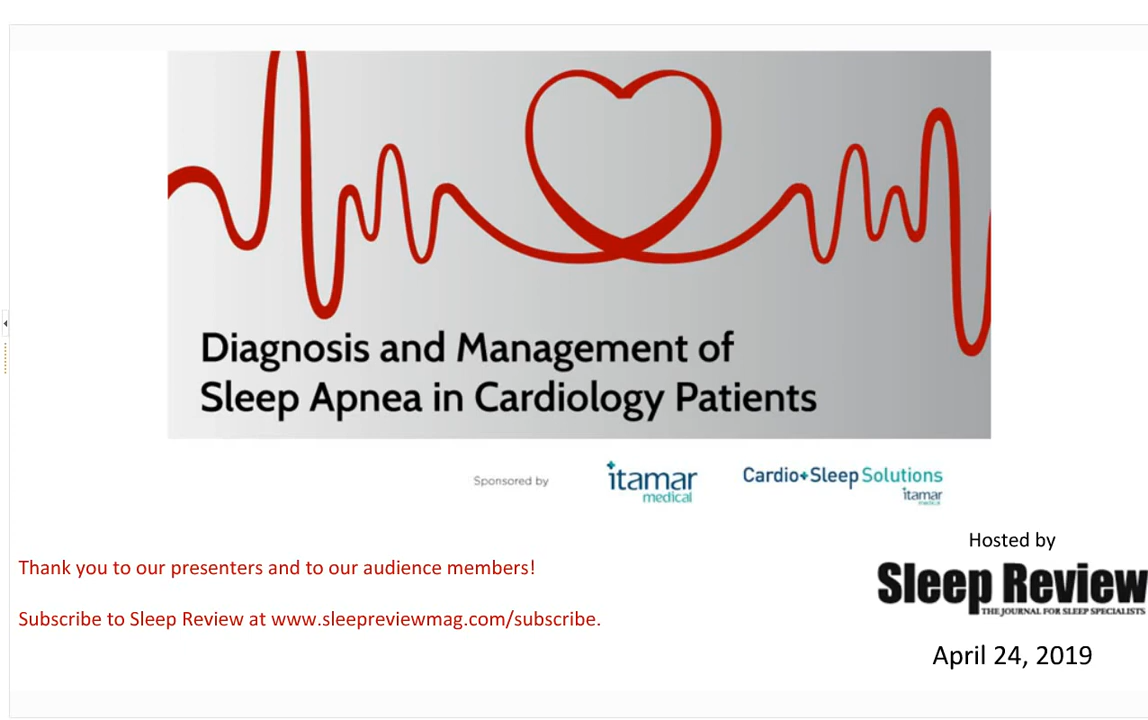 Diagnosis and Management of
Sleep Apnea in Cardiology Patients
Sponsored by
itamar
medical
Cardio+Sleep Solutions
itamar
medical
Hosted by
Sleep Review
THE JOURNAL FOR SLEEP SPECIALISTS
April 24, 2019
Thank you to our presenters and to our audience members!
Subscribe to Sleep Review at www.sleepreviewmag.com/subscribe.